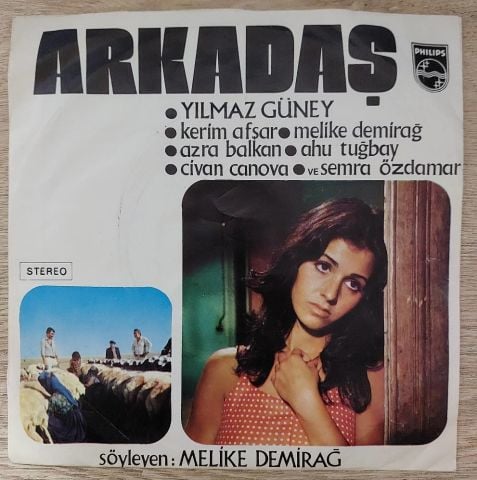 ARKADAŞ
PHILIPS
• YILMAZ GÜNEY
• kerim afşar • melike demirağ
• azra balkan • ahu tuğbay
• civan canova • ve semra özdamar
STEREO
söyleyen: MELİKE DEMİRAĞ